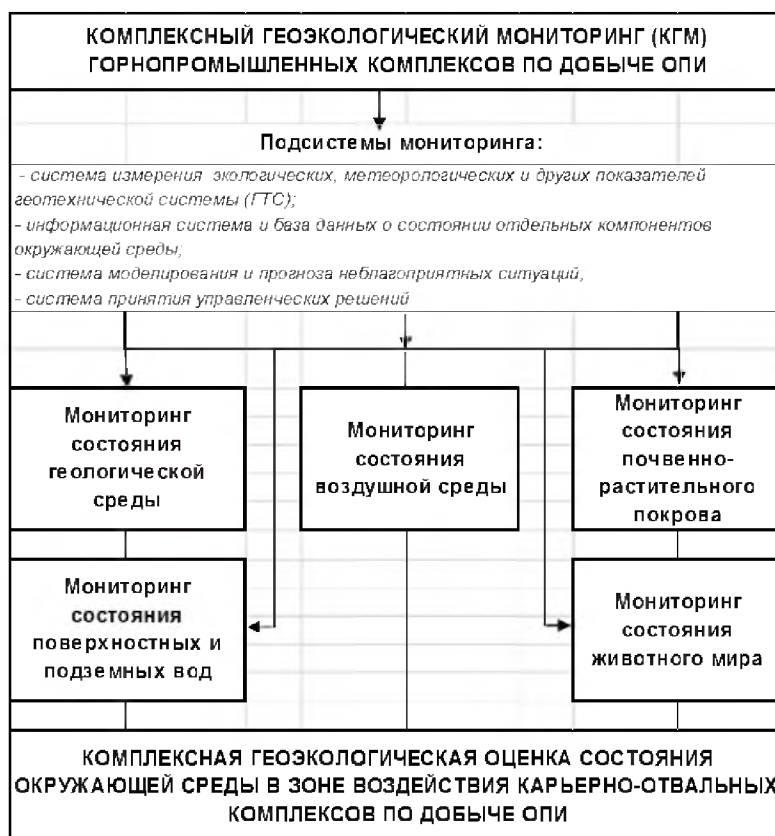 КОМПЛЕКСНЫЙ ГЕОЭКОЛОГИЧЕСКИЙ МОНИТОРИНГ (КГМ)
ГОРНОПРОМЫШЛЕННЫХ КОМПЛЕКСОВ ПО ДОБЫЧЕ ОПИ
Подсистемы мониторинга:
- система измерения экологических, метеорологических и других показателей
геотехнической системы (ГТС);
- информационная система и база данных о состоянии отдельных компонентов
окружающей среды;
- система моделирования и прогноза неблагоприятных ситуаций,
- система принятия управленческих решений
Мониторинг
состояния
геологической
среды
Мониторинг
состояния
воздушной среды
Мониторинг
состояния
почвенно-
растительного
покрова
Мониторинг
состояния
поверхностных и
подземных вод
Мониторинг
состояния
животного мира
КОМПЛЕКСНАЯ ГЕОЭКОЛОГИЧЕСКАЯ ОЦЕНКА СОСТОЯНИЯ
ОКРУЖАЮЩЕЙ СРЕДЫ В ЗОНЕ ВОЗДЕЙСТВИЯ КАРЬЕРНО-ОТВАЛЬНЫХ
КОМПЛЕКСОВ ПО ДОБЫЧЕ ОПИ